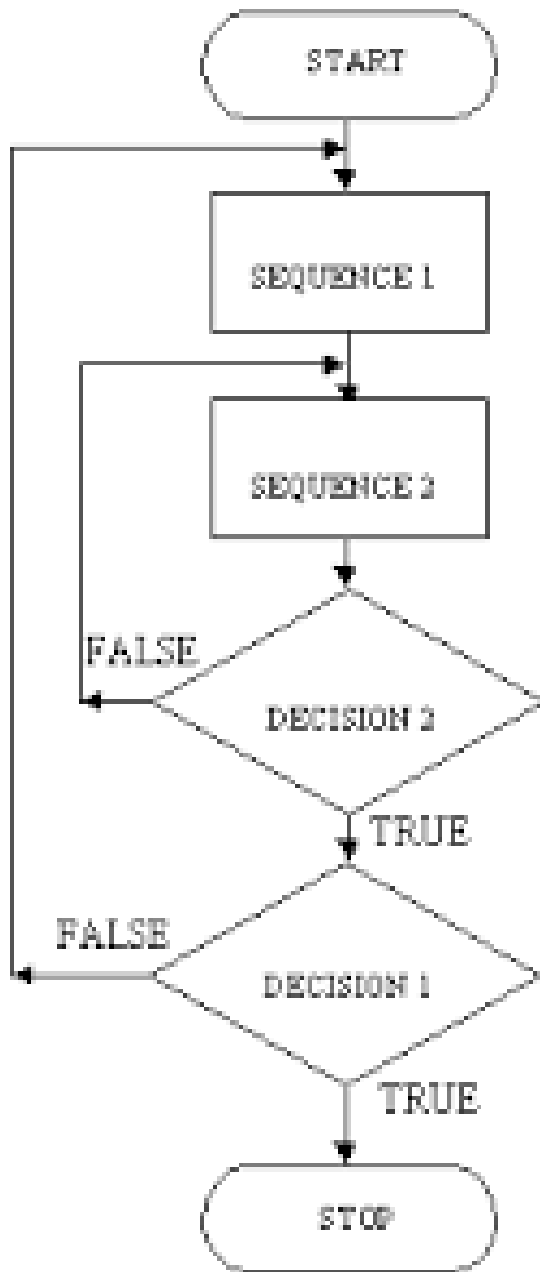 START
SEQUENCE 1
SEQUENCE 2
FALSE
DECISION 2
TRUE
FALSE
DECISION 1
TRUE
STOP